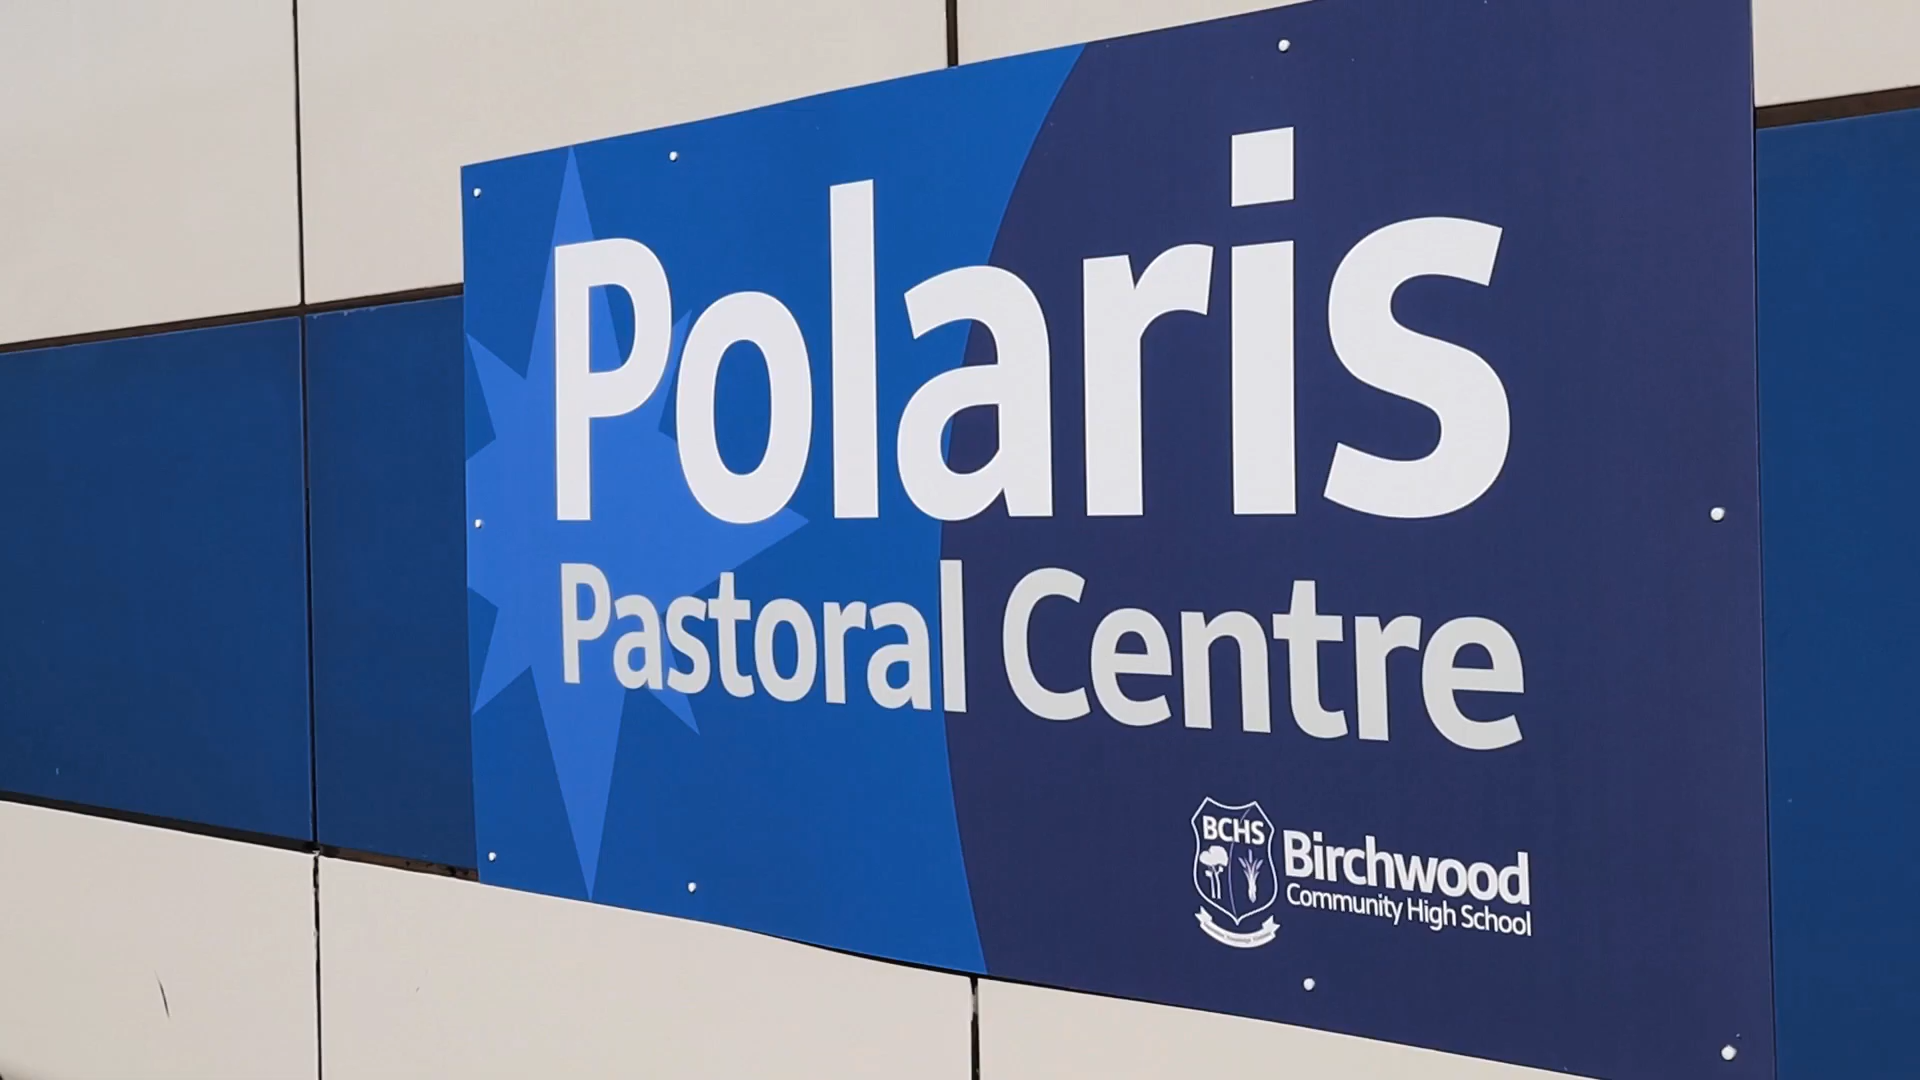 Polaris
Pastoral Centre
BCHS
Birchwood
Community High School